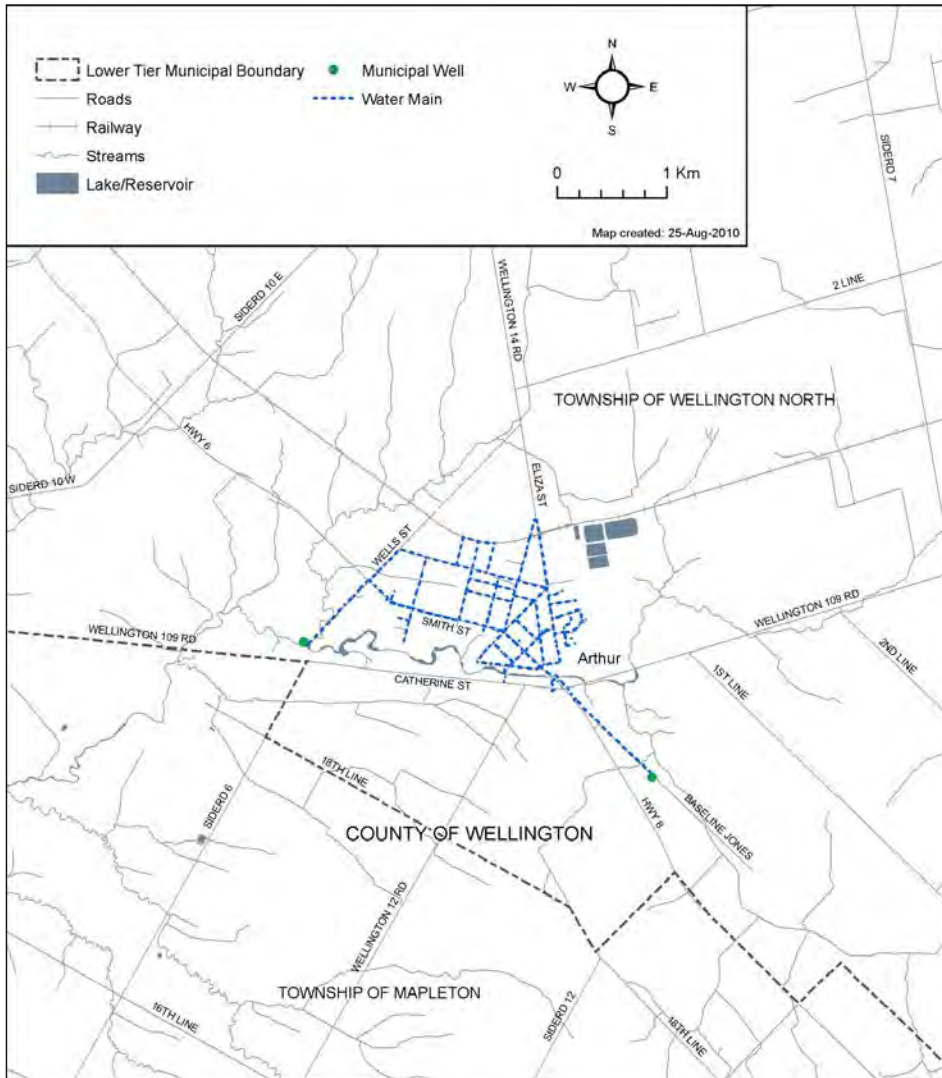 Lower Tier Municipal Boundary
Roads
Railway
Streams
Lake/Reservoir
Municipal Well
Water Main
N
W E
S
0 1 Km
Map created: 25-Aug-2010
SIDERD 7
SIDERD 10 E
WELLINGTON 14 RD
2 LINE
TOWNSHIP OF WELLINGTON NORTH
HWY 6
SIDERD 10 W
ELIZA ST
WELLS ST
SMITH ST
WELLINGTON 109 RD
WELLINGTON 109 RD
Arthur
CATHERINE ST
1ST LINE
2ND LINE
18TH LINE
SIDERD 6
HWY 6
BASELINE JONES
COUNTY OF WELLINGTON
WELLINGTON 12 RD
TOWNSHIP OF MAPLETON
16TH LINE
SIDERD 12
18TH LINE